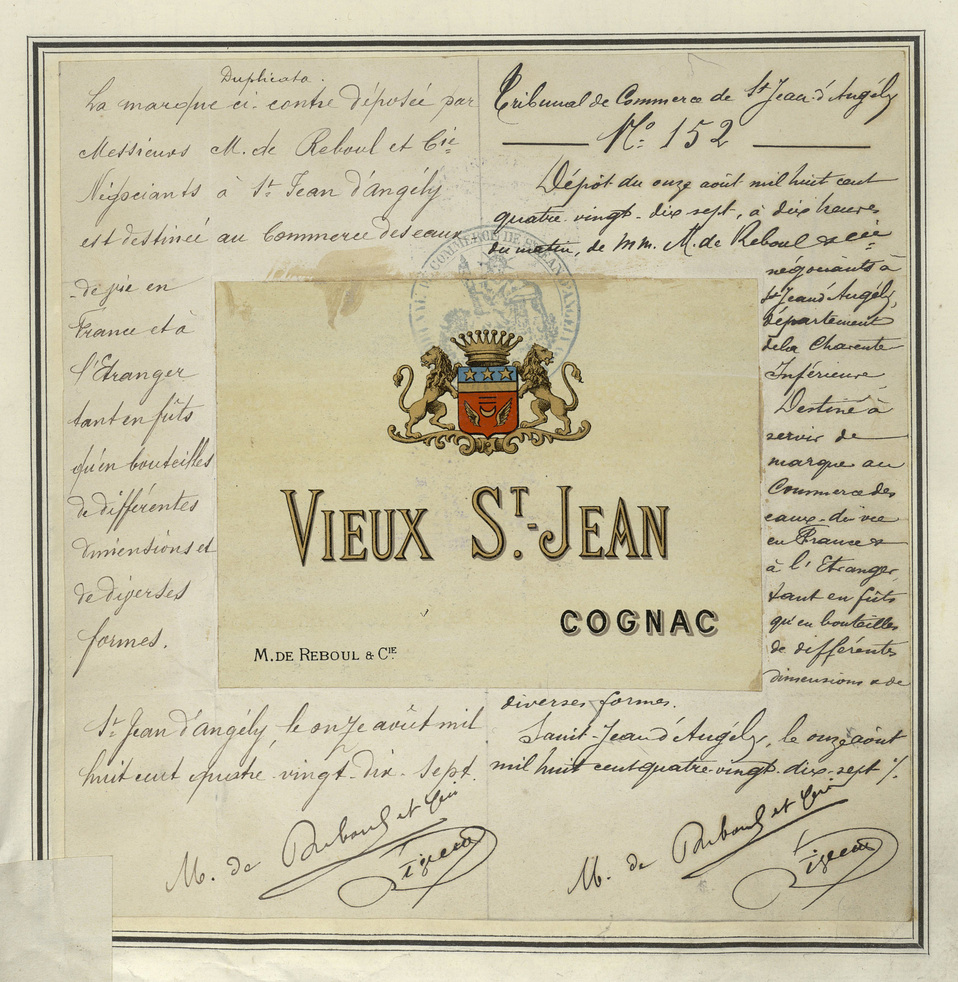 Duplicata.
La marque ci-contre déposée par
Messieurs M. de Reboul et Cie
Négociants à St Jean d'angély
est destinée au Commerce des eaux
-de vie en
France et à
l'Etranger
tant en fûts
qu'en bouteilles
de différentes
dimensions et
de diverses
formes.
St Jean d'angély, le onze août mil
huit cent quatre-vingt-dix-sept.
M. de Reboul et Cie
Tribunal de Commerce de St Jean-d'Angély
No. 152
Dépôt du onze août mil huit cent
quatre-vingt-dix sept, à dix heures
du matin, de MM. M. de Reboul & Cie
négociants à
St Jean d'Angély,
département
de la Charente
Inférieure
Destiné à
servir de
marque au
Commerce des
eaux-de-vie
en France &
à l'Etranger,
tant en fûts
qu'en bouteilles
de différentes
dimensions & de
diverses formes.
Saint-Jean d'Angély, le onze août
mil huit cent quatre-vingt-dix-sept %.
M. de Reboul et Cie
COMMERCE DE ST JEAN D'ANGELY
VIEUX ST.-JEAN
COGNAC
M. DE REBOUL & CIE.